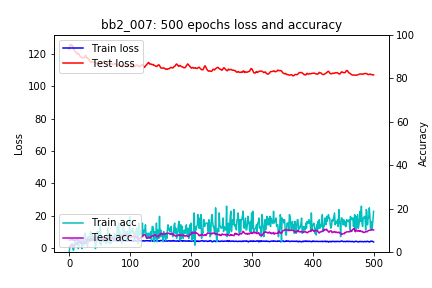 bb2_007: 500 epochs loss and accuracy
Train loss
Test loss
Train acc
Test acc
Loss
Accuracy
120
100
80
60
40
20
0
100
80
60
40
20
0
0
100
200
300
400
500